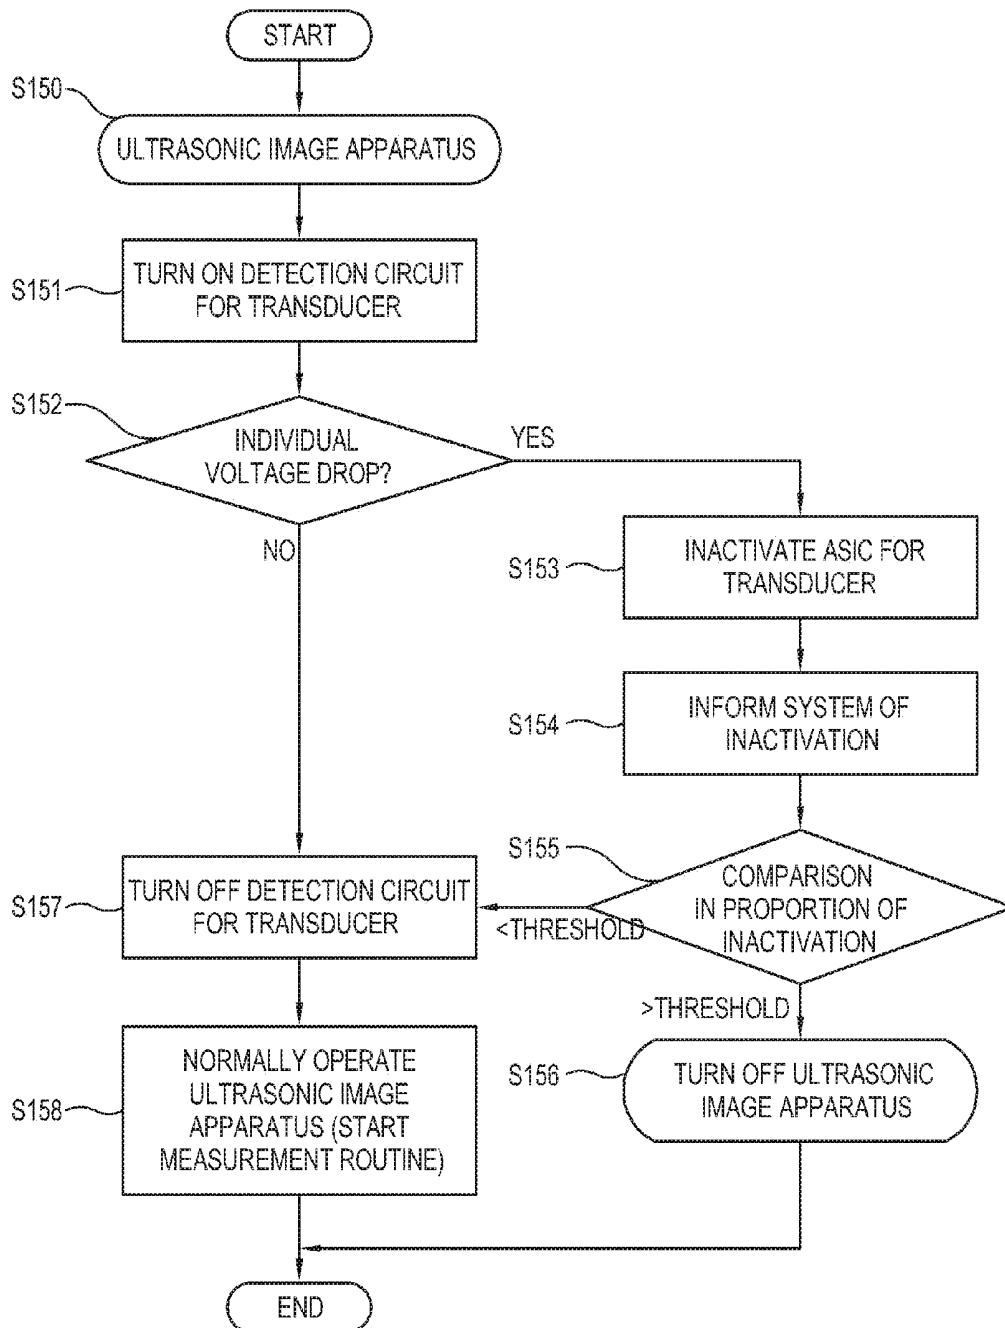 START
S150
ULTRASONIC IMAGE APPARATUS
S151
TURN ON DETECTION CIRCUIT
FOR TRANSDUCER
S152
INDIVIDUAL
VOLTAGE DROP?
YES
NO
S153
INACTIVATE ASIC FOR
TRANSDUCER
S154
INFORM SYSTEM OF
INACTIVATION
S155
COMPARISON
IN PROPORTION OF
INACTIVATION
<THRESHOLD
>THRESHOLD
S157
TURN OFF DETECTION CIRCUIT
FOR TRANSDUCER
S156
TURN OFF ULTRASONIC
IMAGE APPARATUS
S158
NORMALLY OPERATE
ULTRASONIC IMAGE
APPARATUS (START
MEASUREMENT ROUTINE)
END